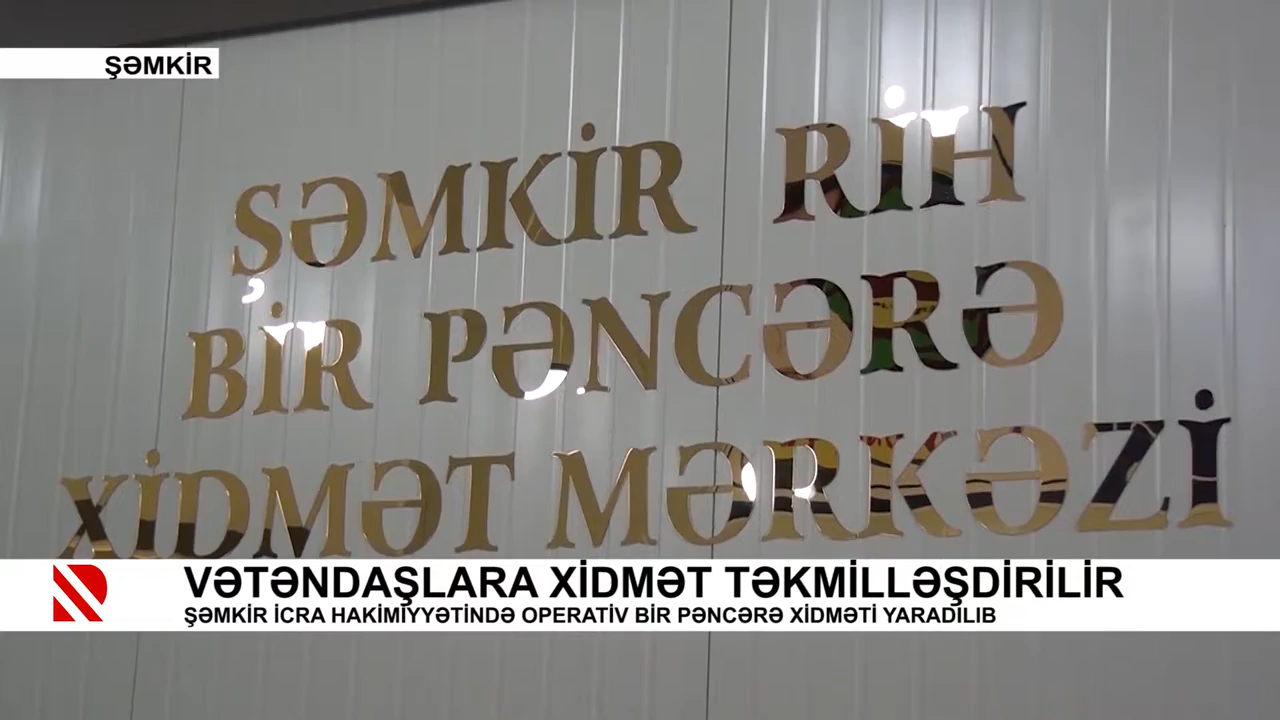 ŞƏMKİR
ŞƏMKİR RİH
BİR PƏNCƏRƏ
XİDMƏT MƏRKƏZİ
VƏTƏNDAŞLARA XİDMƏT TƏKMİLLƏŞDİRİLİR
ŞƏMKİR İCRA HAKİMİYYƏTİNDƏ OPERATİV BİR PƏNCƏRƏ XİDMƏTİ YARADILIB